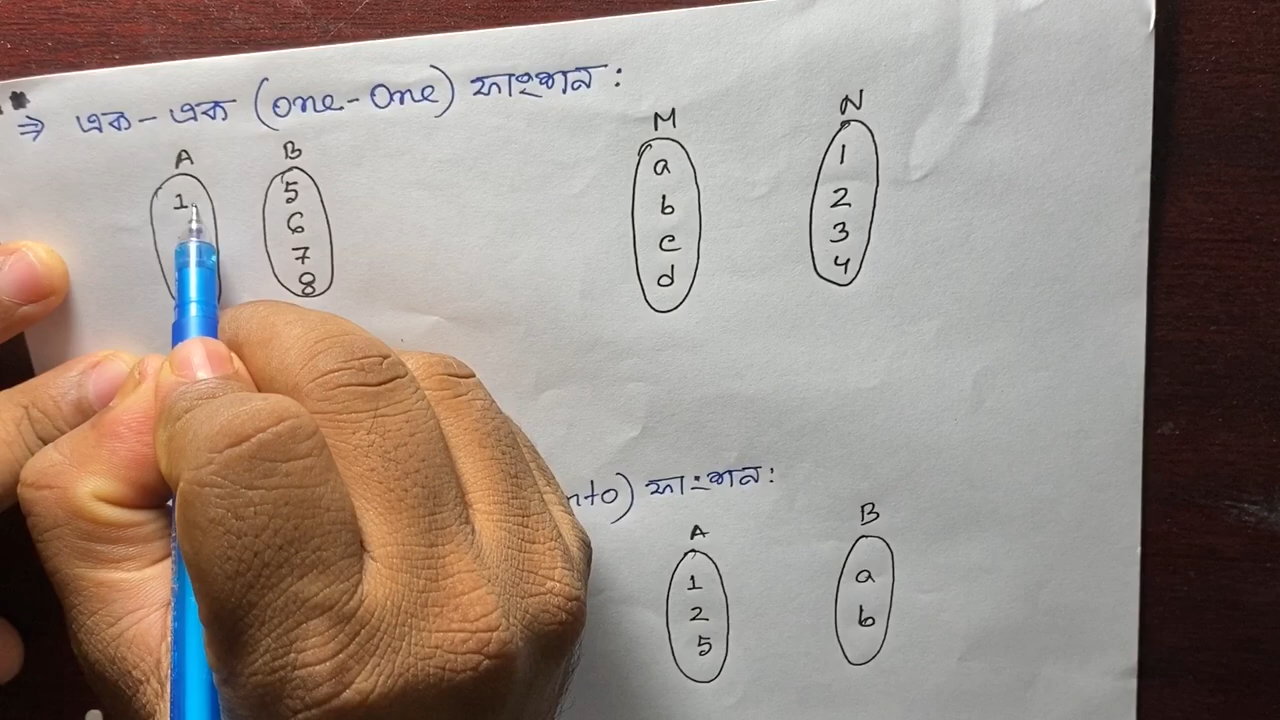 ⇒ এক-এক (one-one) ফাংশন:
A B M N
1 5 a 1
6 b 2
7 c 3
8 d 4
nto) ফাংশন:
A B
1 a
2 b
5